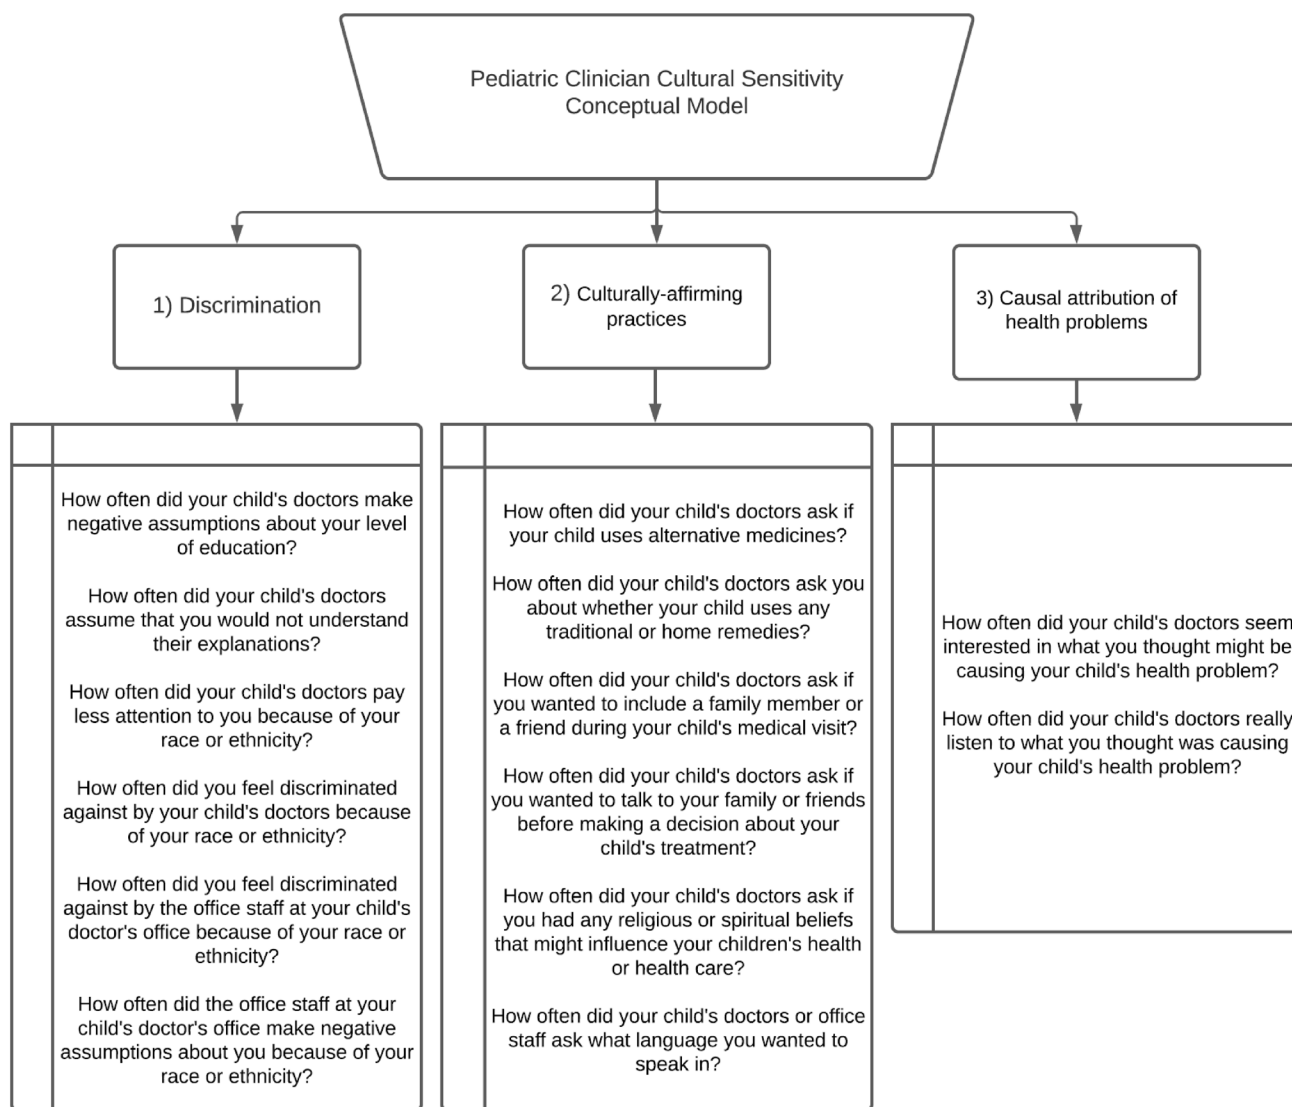 Pediatric Clinician Cultural Sensitivity
Conceptual Model
1) Discrimination
2) Culturally-affirming
practices
3) Causal attribution of
health problems
How often did your child's doctors make
negative assumptions about your level
of education?
How often did your child's doctors
assume that you would not understand
their explanations?
How often did your child's doctors pay
less attention to you because of your
race or ethnicity?
How often did you feel discriminated
against by your child's doctors because
of your race or ethnicity?
How often did you feel discriminated
against by the office staff at your child's
doctor's office because of your race or
ethnicity?
How often did the office staff at your
child's doctor's office make negative
assumptions about you because of your
race or ethnicity?
How often did your child's doctors ask if
your child uses alternative medicines?
How often did your child's doctors ask you
about whether your child uses any
traditional or home remedies?
How often did your child's doctors ask if
you wanted to include a family member or
a friend during your child's medical visit?
How often did your child's doctors ask if
you wanted to talk to your family or friends
before making a decision about your
child's treatment?
How often did your child's doctors ask if
you had any religious or spiritual beliefs
that might influence your children's health
or health care?
How often did your child's doctors or office
staff ask what language you wanted to
speak in?
How often did your child's doctors seem
interested in what you thought might be
causing your child's health problem?
How often did your child's doctors really
listen to what you thought was causing
your child's health problem?